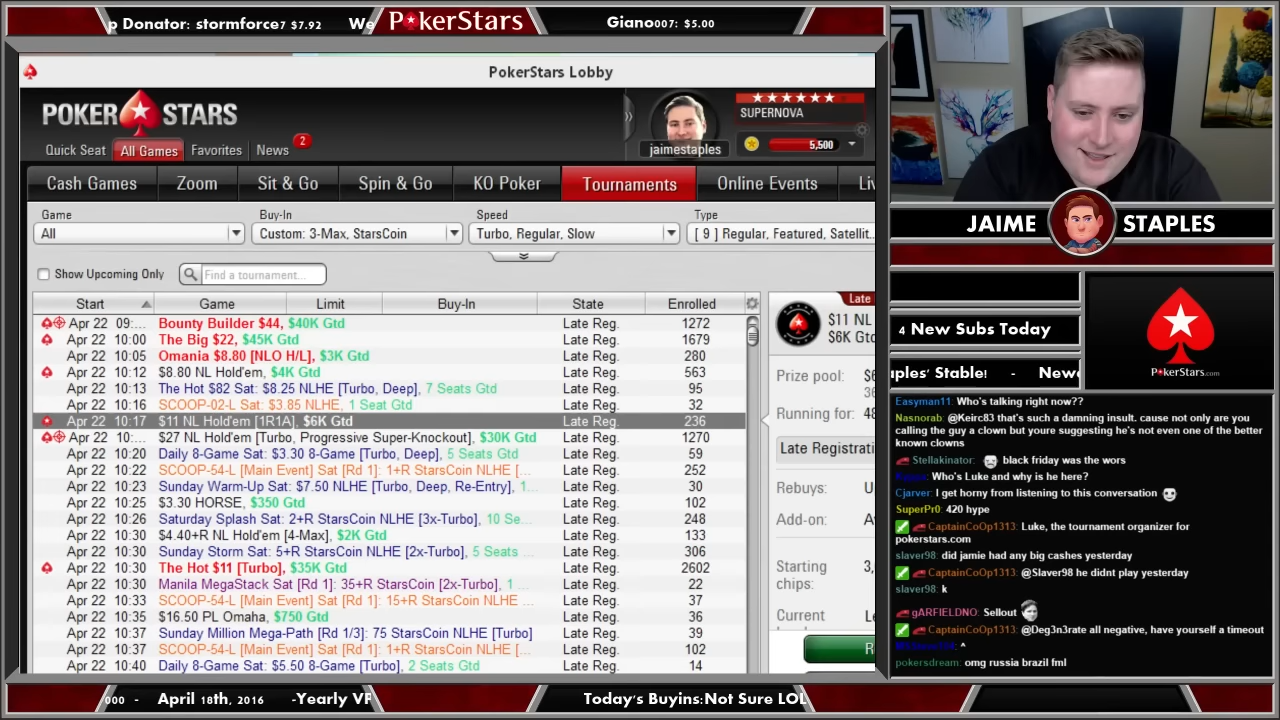 p Donator: stormforce7 $7.92 We
PokerStars
Giano007: $5.00
PokerStars Lobby
POKER STARS
SUPERNOVA
5,500
jaimestaples
Quick Seat All Games Favorites News 2
Cash Games Zoom Sit & Go Spin & Go KO Poker Tournaments Online Events Li
Game Buy-In Speed Type
All Custom: 3-Max, StarsCoin Turbo, Regular, Slow [ 9 ] Regular, Featured, Satellit...
Show Upcoming Only Find a tournament...
Start Game Limit Buy-In State Enrolled
Apr 22 09:... Bounty Builder $44, $40K Gtd Late Reg. 1272
Apr 22 10:00 The Big $22, $45K Gtd Late Reg. 1679
Apr 22 10:05 Omania $8.80 [NLO H/L], $3K Gtd Late Reg. 280
Apr 22 10:12 $8.80 NL Hold'em, $4K Gtd Late Reg. 563
Apr 22 10:13 The Hot $82 Sat: $8.25 NLHE [Turbo, Deep], 7 Seats Gtd Late Reg. 95
Apr 22 10:16 SCOOP-02-L Sat: $3.85 NLHE, 1 Seat Gtd Late Reg. 32
Apr 22 10:17 $11 NL Hold'em [1R1A], $6K Gtd Late Reg. 236
Apr 22 10:... $27 NL Hold'em [Turbo, Progressive Super-Knockout], $30K Gtd Late Reg. 1270
Apr 22 10:20 Daily 8-Game Sat: $3.30 8-Game [Turbo, Deep], 5 Seats Gtd Late Reg. 59
Apr 22 10:22 SCOOP-54-L [Main Event] Sat [Rd 1]: 1+R StarsCoin NLHE [... Late Reg. 252
Apr 22 10:23 Sunday Warm-Up Sat: $7.50 NLHE [Turbo, Deep, Re-Entry], 1... Late Reg. 30
Apr 22 10:25 $3.30 HORSE, $350 Gtd Late Reg. 102
Apr 22 10:26 Saturday Splash Sat: 2+R StarsCoin NLHE [3x-Turbo], 10 Se... Late Reg. 248
Apr 22 10:30 $4.40+R NL Hold'em [4-Max], $2K Gtd Late Reg. 133
Apr 22 10:30 Sunday Storm Sat: 5+R StarsCoin NLHE [2x-Turbo], 5 Seats ... Late Reg. 306
Apr 22 10:30 The Hot $11 [Turbo], $35K Gtd Late Reg. 2602
Apr 22 10:30 Manila MegaStack Sat [Rd 1]: 35+R StarsCoin [2x-Turbo], 1 ... Late Reg. 22
Apr 22 10:33 SCOOP-54-L [Main Event] Sat [Rd 1]: 15+R StarsCoin NLHE ... Late Reg. 37
Apr 22 10:35 $16.50 PL Omaha, $750 Gtd Late Reg. 36
Apr 22 10:37 Sunday Million Mega-Path [Rd 1/3]: 75 StarsCoin NLHE [Turbo] Late Reg. 39
Apr 22 10:37 SCOOP-54-L [Main Event] Sat [Rd 1]: 1+R StarsCoin NLHE [... Late Reg. 102
Apr 22 10:40 Daily 8-Game Sat: $5.50 8-Game [Turbo], 2 Seats Gtd Late Reg. 14
Late
$11 NL
$6K Gtd
Prize pool: $6
Running for: 48
Late Registrati
Rebuys: U
Add-on: A
Starting
chips: 3,
Current Le
R
JAIME STAPLES
4 New Subs Today
aples' Stable! - Newe
PokerStars.com
Easyman11: Who's talking right now??
Nasnorab: @Keirc83 that's such a damning insult. cause not only are you
calling the guy a clown but youre suggesting he's not even one of the better
known clowns
Stellakinator: black friday was the wors
Who's Luke and why is he here?
Cjarver: I get horny from listening to this conversation
SuperPr0: 420 hype
CaptainCoOp1313: Luke, the tournament organizer for
pokerstars.com
slaver98: did jamie had any big cashes yesterday
CaptainCoOp1313: @Slaver98 he didnt play yesterday
slaver98: k
gARFIELDNO: Sellout
CaptainCoOp1313: @Deg3n3rate all negative, have yourself a timeout
^
pokersdream: omg russia brazil fml
000 - April 18th, 2016 -Yearly VP
Today's Buyins:Not Sure LOL